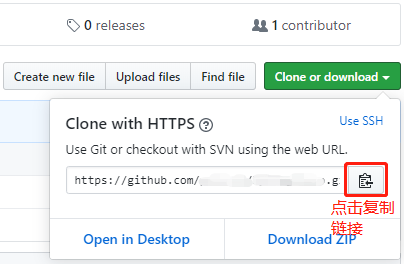 0 releases
1 contributor
Create new file
Upload files
Find file
Clone or download
Clone with HTTPS
Use SSH
Use Git or checkout with SVN using the web URL.
https://github.com/
点击复制
链接
Open in Desktop
Download ZIP